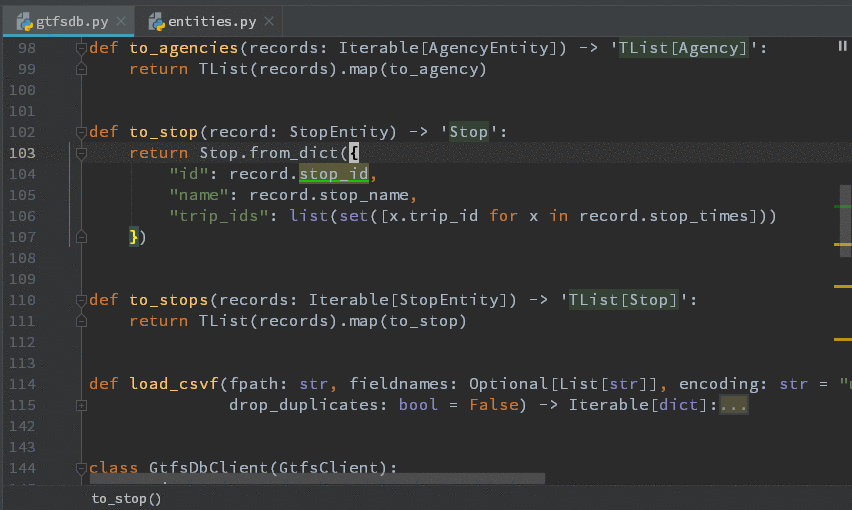 gtfsdb.py entities.py
98 def to_agencies(records: Iterable[AgencyEntity]) -> 'TList[Agency]':
99 return TList(records).map(to_agency)
100
101
102 def to_stop(record: StopEntity) -> 'Stop':
103 return Stop.from_dict({
104 "id": record.stop_id,
105 "name": record.stop_name,
106 "trip_ids": list(set([x.trip_id for x in record.stop_times]))
107 })
108
109
110 def to_stops(records: Iterable[StopEntity]) -> 'TList[Stop]':
111 return TList(records).map(to_stop)
112
113
114 def load_csvf(fpath: str, fieldnames: Optional[List[str]], encoding: str = "
115 drop_duplicates: bool = False) -> Iterable[dict]:...
142
143
144 class GtfsDbClient(GtfsClient):
to_stop()